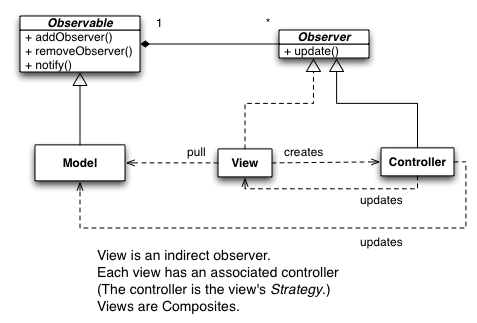 Observable
+ addObserver()
+ removeObserver()
+ notify()
1
*
Observer
+ update()
Model
pull
View
creates
Controller
updates
updates
View is an indirect observer.
Each view has an associated controller
(The controller is the view's Strategy.)
Views are Composites.